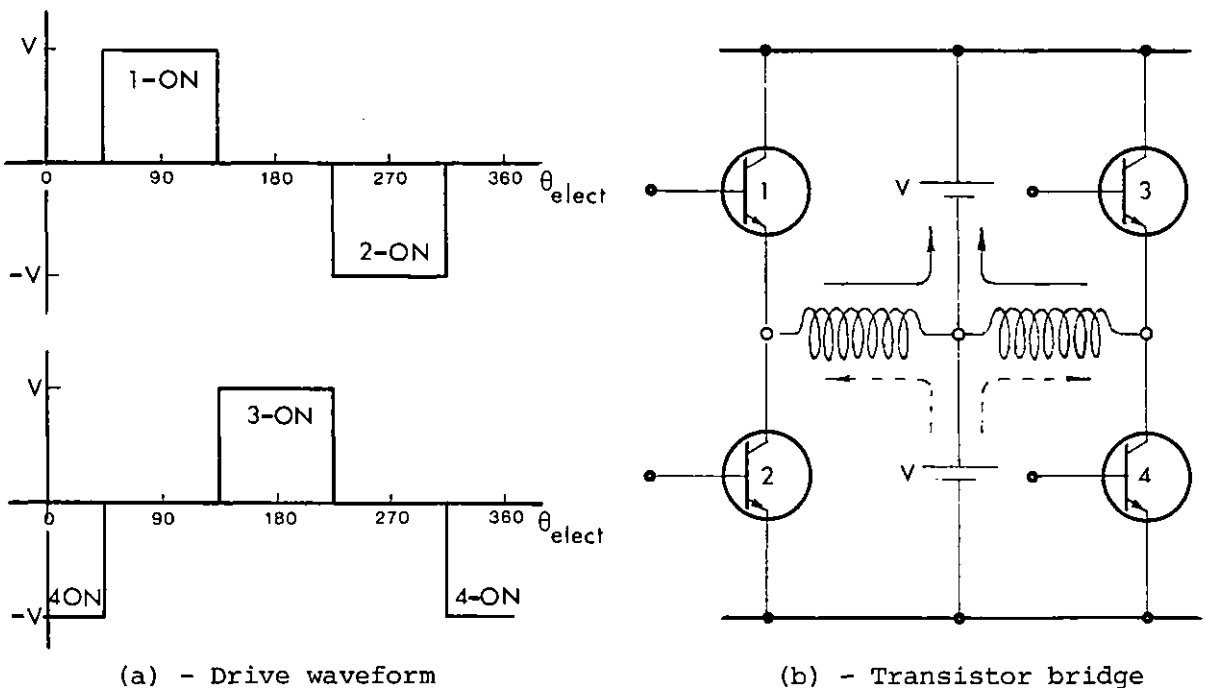 V
1-ON
0 90 180 270 360 θelect
2-ON
-V
V
3-ON
0 90 180 270 360 θelect
4ON
4-ON
-V
(a) - Drive waveform
1
V
3
2
V
4
(b) - Transistor bridge